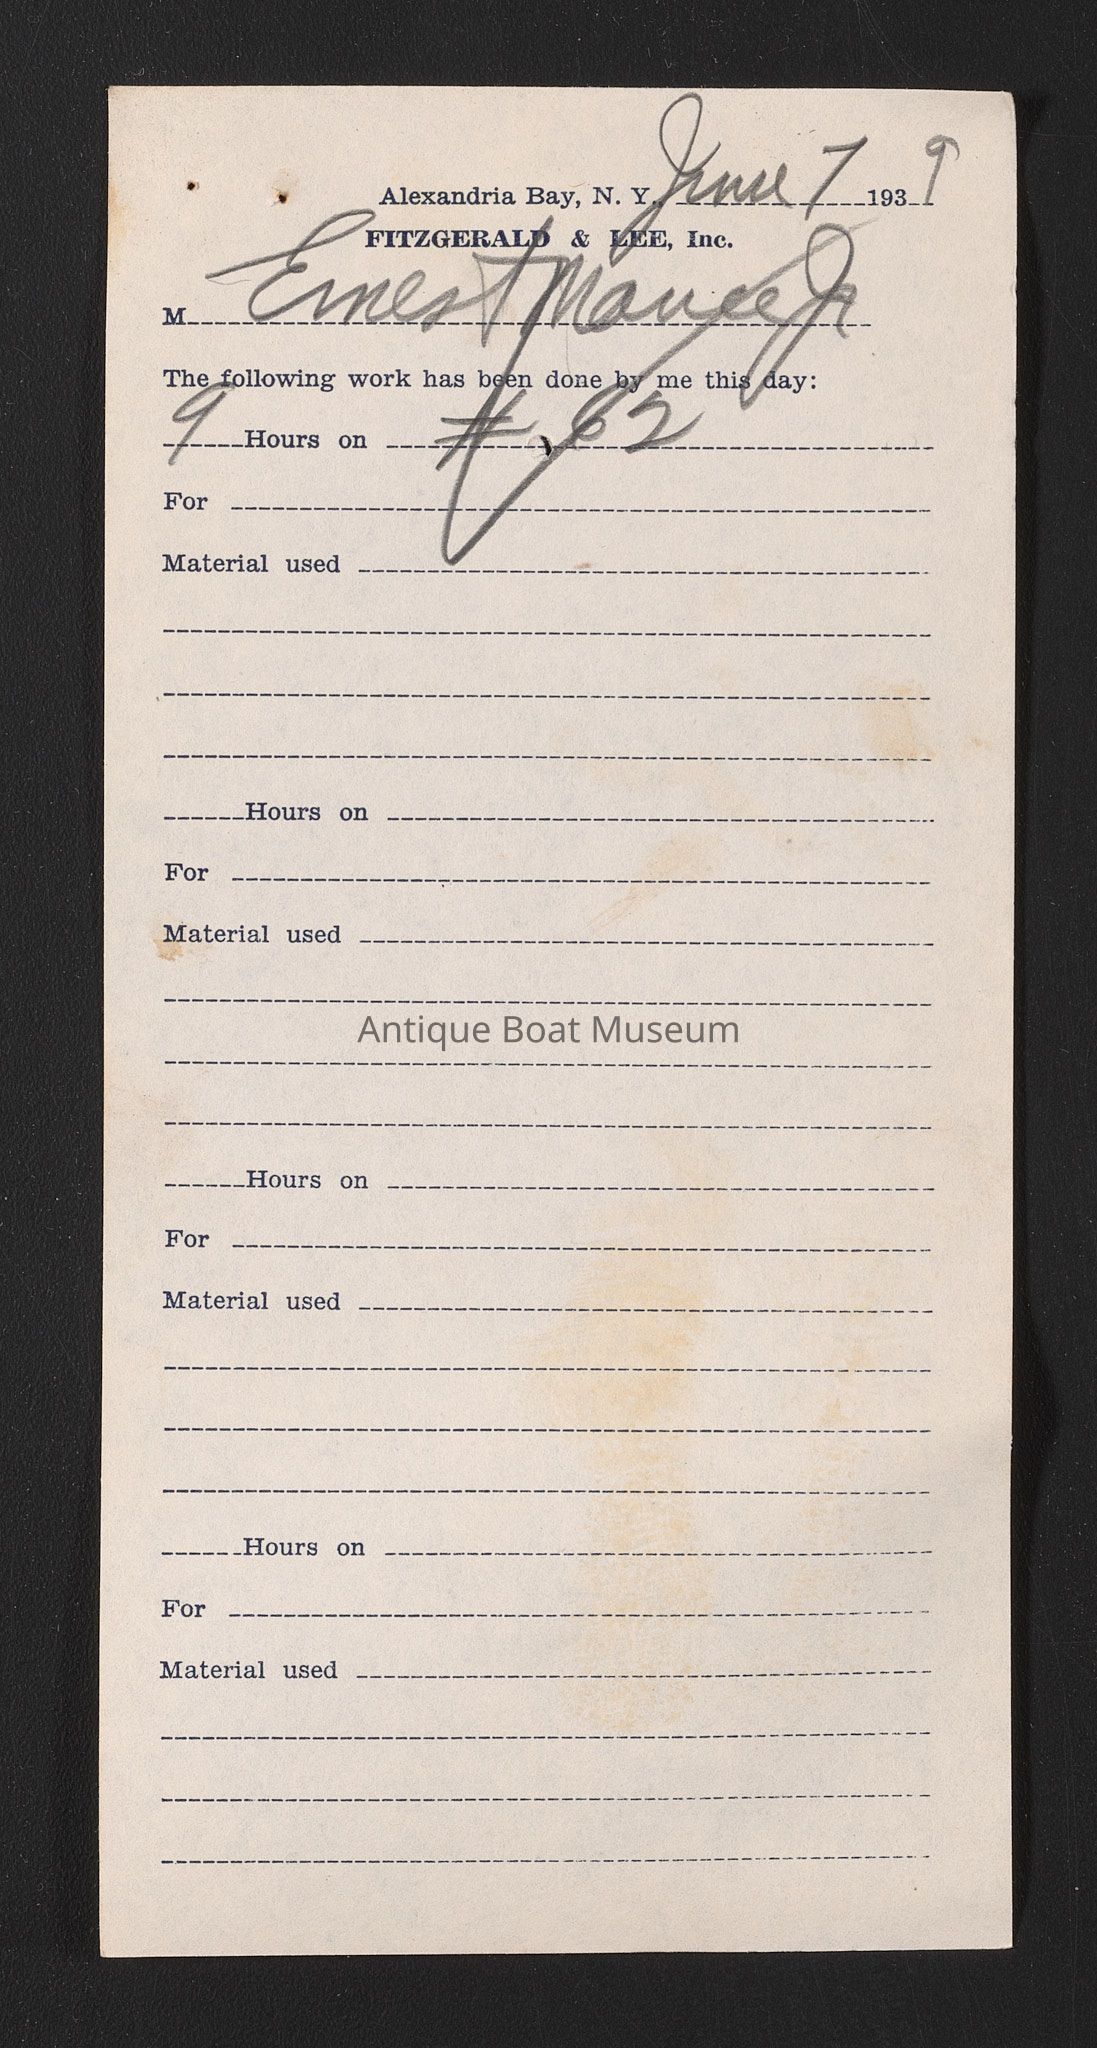 Alexandria Bay, N. Y., June 7 1939
FITZGERALD & LEE, Inc.
M Ernest Jr
The following work has been done by me this day:
9 Hours on #
For
Material used
Hours on
For
Material used
Antique Boat Museum
Hours on
For
Material used
Hours on
For
Material used